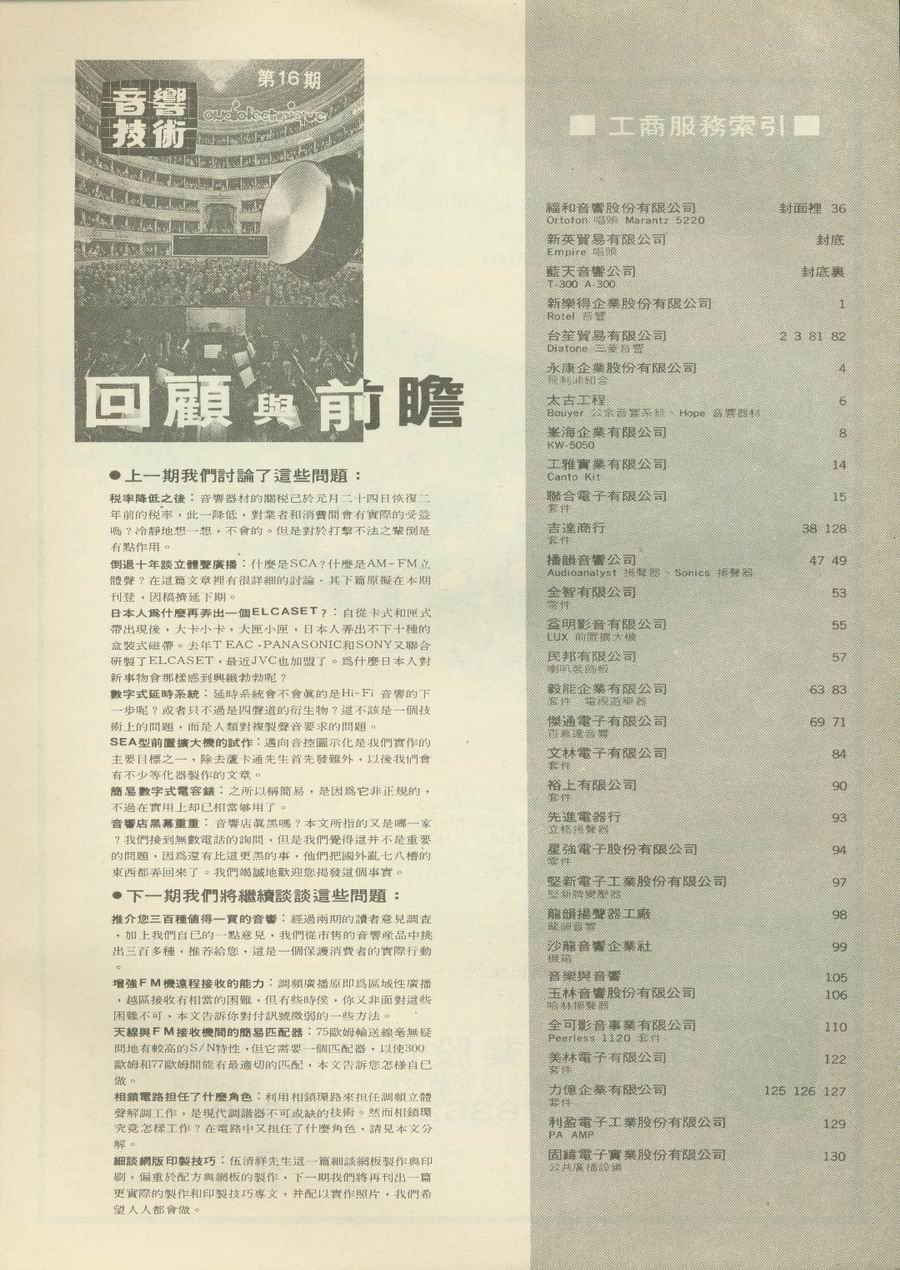 第16期
音響
技術
audiotechnique
回顧與前瞻
●上一期我們討論了這些問題：
稅率降低之後：音響器材的關稅已於元月二十四日恢復二
年前的稅率，此一降低，對業者和消費間會有實際的受益
嗎？冷靜地想一想，不會的。但是對於打擊不法之輩倒是
有點作用。
倒退十年談立體聲廣播：什麼是SCA？什麼是AM-FM立
體聲？在這篇文章裡有很詳細的討論，其下篇原擬在本期
刊登，因稿擠延下期。
日本人爲什麼再弄出一個ELCASET？：自從卡式和匣式
帶出現後，大卡小卡，大匣小匣，日本人弄出不下十種的
盒裝式磁帶。去年TEAC·PANASONIC和SONY又聯合
研製了ELCASET，最近JVC也加盟了。爲什麼日本人對
新事物會那樣感到興緻勃勃呢？
數字式延時系統：延時系統會不會眞的是Hi-Fi 音響的下
一步呢？或者只不過是四聲道的衍生物？這不該是一個技
術上的問題，而是人類對複製聲音要求的問題。
SEA型前置擴大機的試作：邁向音控圖示化是我們實作的
主要目標之一，除去蘆卡通先生首先發難外，以後我們會
有不少等化器製作的文章。
簡易數字式電容錶：之所以稱簡易，是因爲它非正規的，
不過在實用上却已相當够用了。
音響店黑幕重重：音響店眞黑嗎？本文所指的又是哪一家
？我們接到無數電話的詢問，但是我們覺得這并不是重要
的問題，因爲還有比這更黑的事，他們把國外亂七八糟的
東西都弄回來了。我們竭誠地歡迎您揭發這個事實。
●下一期我們將繼續談談這些問題：
推介您三百種値得一買的音響：經過兩期的讀者意見調査
，加上我們自己的一點意見，我們從市售的音響産品中挑
出三百多種，推荐給您，這是一個保護消費者的實際行動
。
增強FM機遠程接收的能力：調頻廣播原即爲區域性廣播
，越區接收有相當的困難，但有些時侯，你又非面對這些
困難不可，本文告訴你對付訊號微弱的一些方法。
天線與FM接收機間的簡易匹配器：75歐姆輸送線毫無疑
問地有較高的S/N特性，但它需要一個匹配器，以使300
歐姆和77歐姆間能有最適切的匹配，本文告訴您怎樣自己
做。
相鎖電路担任了什麼角色：利用相鎖環路來担任調頻立體
聲解調工作，是現代調諧器不可或缺的技術。然而相鎖環
究竟怎樣工作？在電路中又担任了什麼角色，請見本文分
解。
細談網版印製技巧：伍清祥先生這一篇細談網板製作與印
刷，偏重於配方與網板的製作，下一期我們將再刊出一篇
更實際的製作和印製技巧專文，并配以實作照片，我們希
望人人都會做。
■ 工商服務索引 ■
福和音響股份有限公司 封面裡 36
Ortofon 唱頭 Marantz 5220
新英貿易有限公司 封底
Empire 唱頭
藍天音響公司 封底裏
T-300 A-300
新樂得企業股份有限公司 1
Rotel 音響
台笙貿易有限公司 2 3 81 82
Diatone 三菱音響
永康企業股份有限公司 4
飛利浦組合
太古工程 6
Bouyer 公衆音響系統、Hope 音響器材
峯海企業有限公司 8
KW-5050
工雅實業有限公司 14
Canto Kit
聯合電子有限公司 15
套件
吉達商行 38 128
套件
播韻音響公司 47 49
Audioanalyst 揚聲器、Sonics 揚聲器
全智有限公司 53
零件
益明影音有限公司 55
LUX 前置擴大機
民邦有限公司 57
喇叭裝飾板
毅能企業有限公司 63 83
套件 電視遊樂器
傑通電子有限公司 69 71
百慕達音響
文林電子有限公司 84
套件
裕上有限公司 90
套件
先進電器行 93
立格揚聲器
星強電子股份有限公司 94
零件
堅新電子工業股份有限公司 97
堅新牌變壓器
龍韻揚聲器工廠 98
龍韻音響
沙龍音響企業社 99
機箱
音樂與音響 105
玉林音響股份有限公司 106
哈林揚聲器
全可影音事業有限公司 110
Peerless 1120 套件
美林電子有限公司 122
套件
力億企業有限公司 125 126 127
套件
利盈電子工業股份有限公司 129
PA AMP
固緯電子實業股份有限公司 130
公共廣播設備